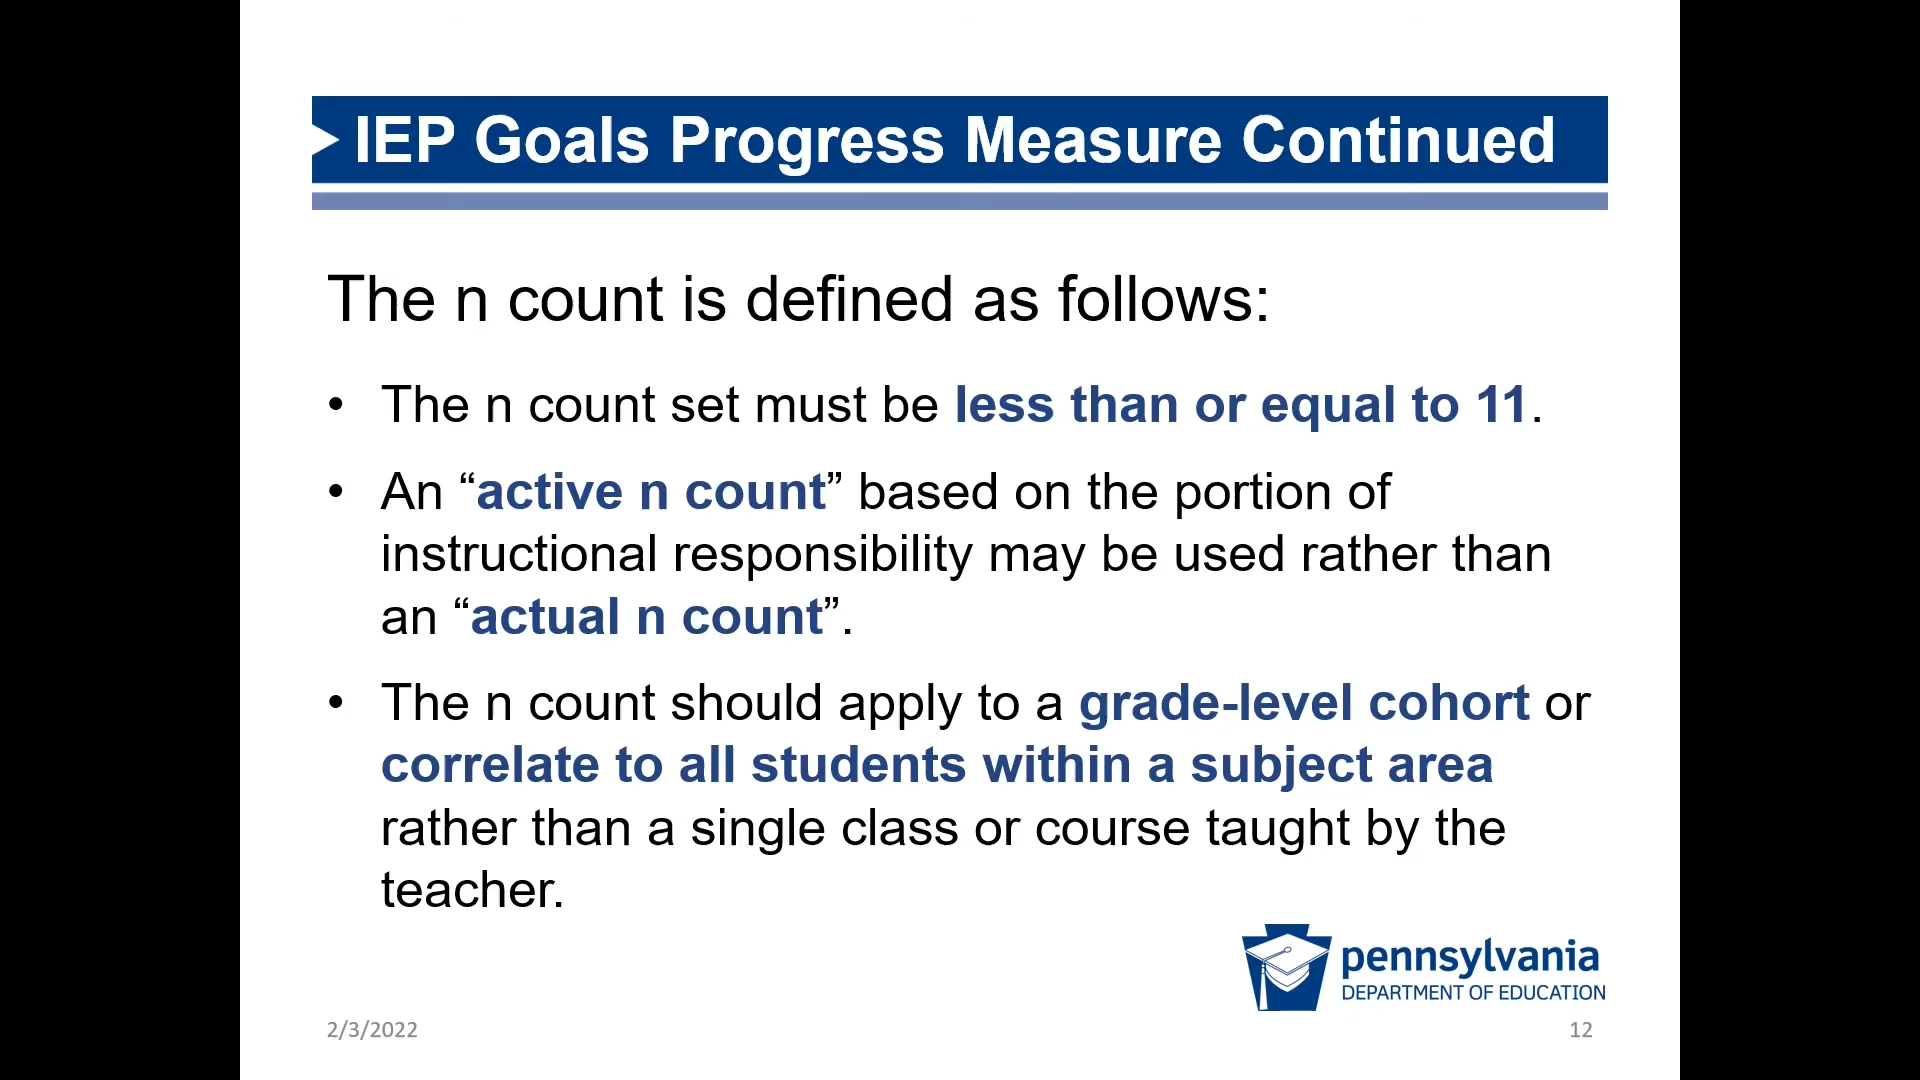 IEP Goals Progress Measure Continued
The n count is defined as follows:
• The n count set must be less than or equal to 11.
• An “active n count” based on the portion of
instructional responsibility may be used rather than
an “actual n count”.
• The n count should apply to a grade-level cohort or
correlate to all students within a subject area
rather than a single class or course taught by the
teacher.
pennsylvania
DEPARTMENT OF EDUCATION
2/3/2022
12